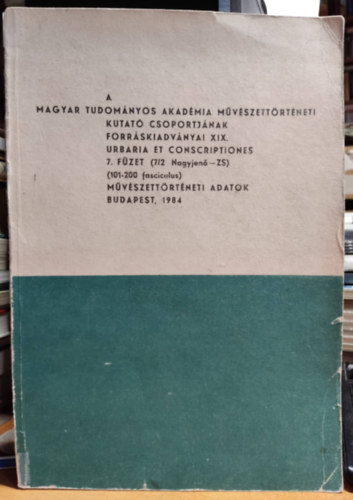 A
MAGYAR TUDOMÁNYOS AKADÉMIA MŰVÉSZETTÖRTÉNETI
KUTATÓ CSOPORTJÁNAK
FORRÁSKIADVÁNYAI XIX.
URBARIA ET CONSCRIPTIONES
7. FÜZET (7/2 Nagyjenő—ZS)
(101-200 fasciculus)
MŰVÉSZETTÖRTÉNETI ADATOK
BUDAPEST, 1984